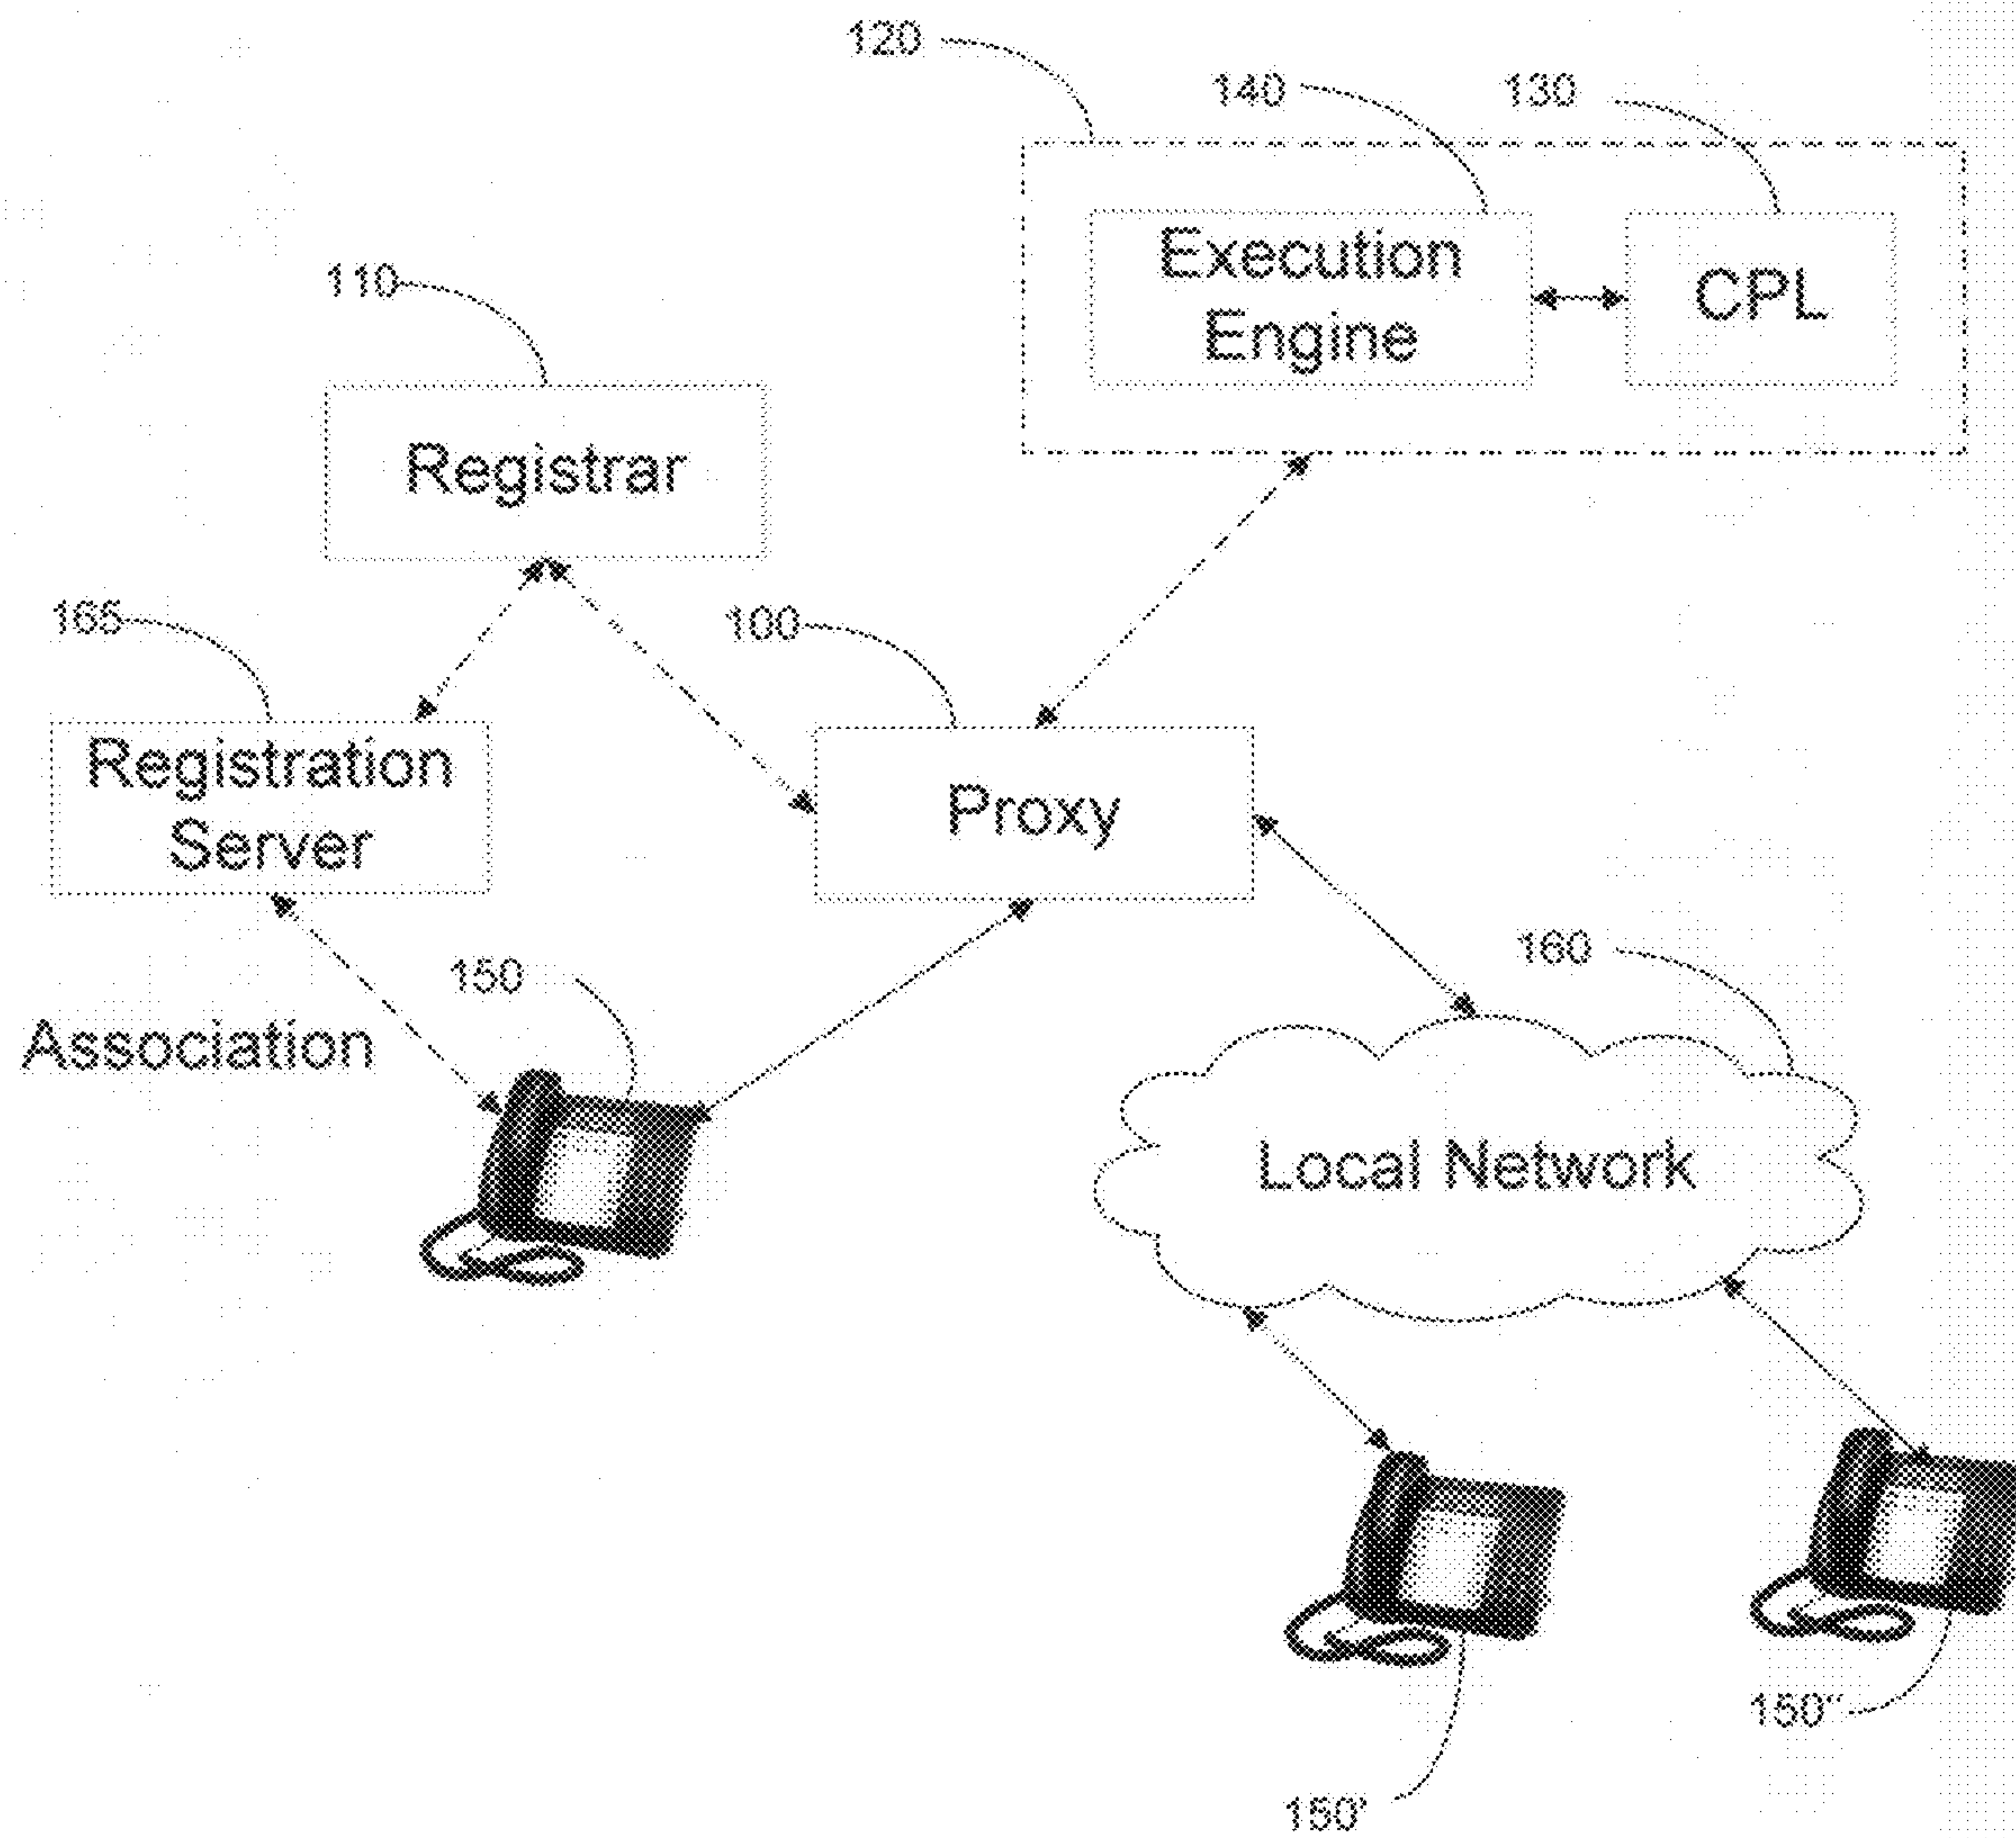 120
140
130
Execution
Engine
CPL
110
Registrar
165
100
Registration
Server
Proxy
150
160
Association
Local Network
150"
150'